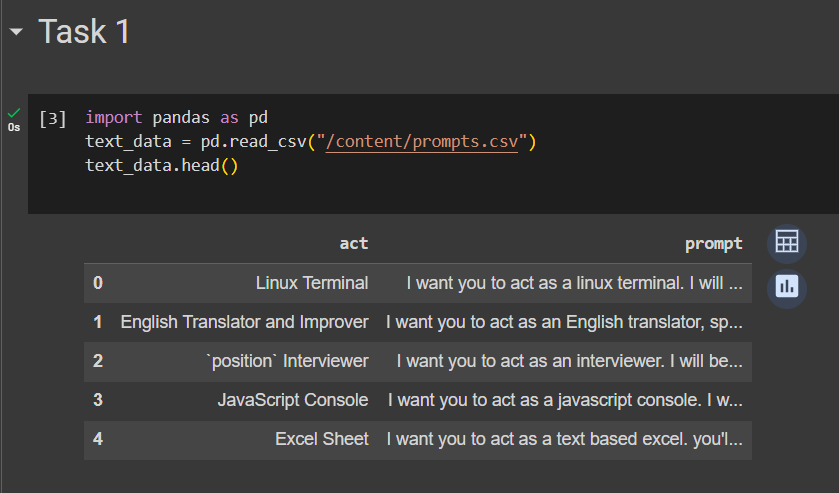 Task 1
[3] import pandas as pd
0s
text_data = pd.read_csv("/content/prompts.csv")
text_data.head()
act prompt
0 Linux Terminal I want you to act as a linux terminal. I will ...
1 English Translator and Improver I want you to act as an English translator, sp...
2 `position` Interviewer I want you to act as an interviewer. I will be...
3 JavaScript Console I want you to act as a javascript console. I w...
4 Excel Sheet I want you to act as a text based excel. you'l...